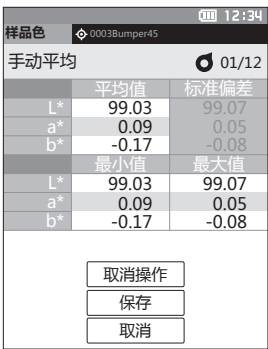 12:34
样品色 0003Bumper45
手动平均 01/12
平均值 标准偏差
L* 99.03 99.07
a* 0.09 0.05
b* -0.17 -0.08
最小值 最大值
L* 99.03 99.07
a* 0.09 0.05
b* -0.17 -0.08
取消操作
保存
取消